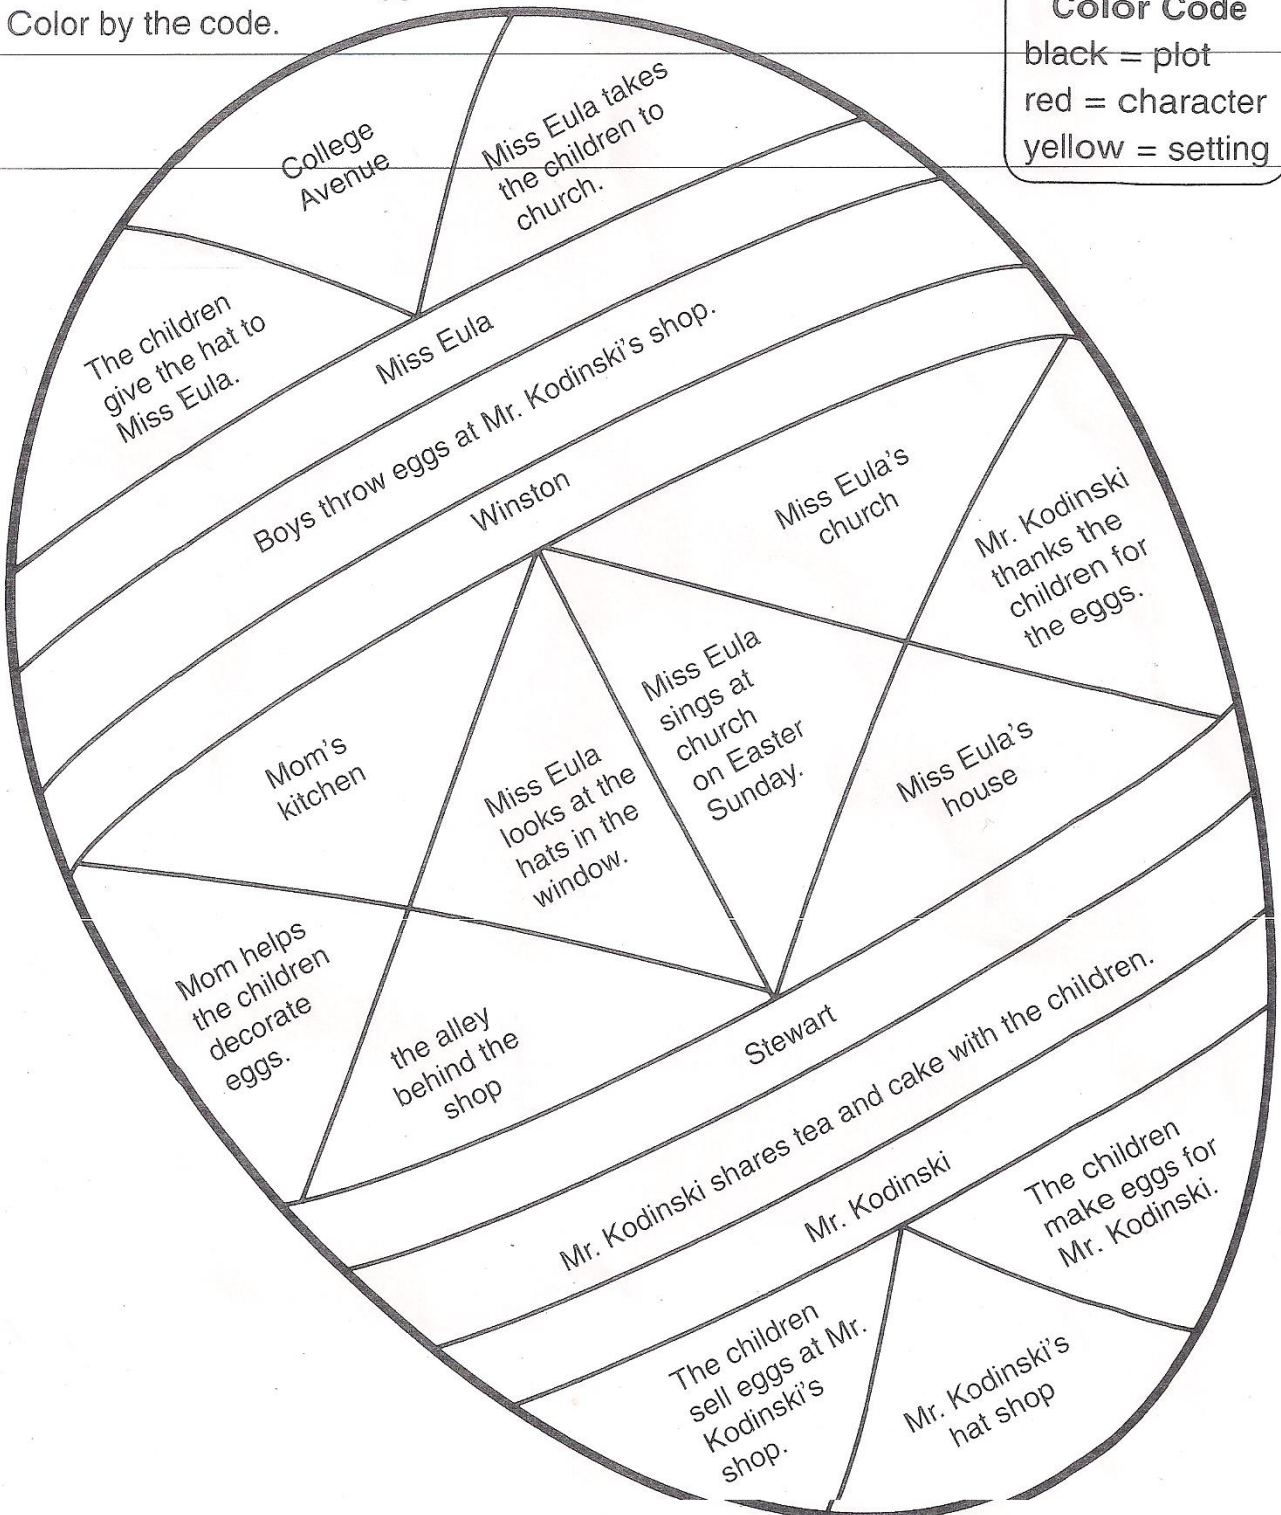 Color by the code.
Color Code
black = plot
red = character
yellow = setting
College
Avenue
Miss Eula takes
the children to
church.
The children
give the hat to
Miss Eula.
Miss Eula
Boys throw eggs at Mr. Kodinski's shop.
Winston
Miss Eula's
church
Mr. Kodinski
thanks the
children for
the eggs.
Mom's
kitchen
Miss Eula
looks at the
hats in the
window.
Miss Eula
sings at
church
on Easter
Sunday.
Miss Eula's
house
Mom helps
the children
decorate
eggs.
the alley
behind the
shop
Stewart
Mr. Kodinski shares tea and cake with the children.
Mr. Kodinski
The children
make eggs for
Mr. Kodinski.
The children
sell eggs at Mr.
Kodinski's
shop.
Mr. Kodinski's
hat shop